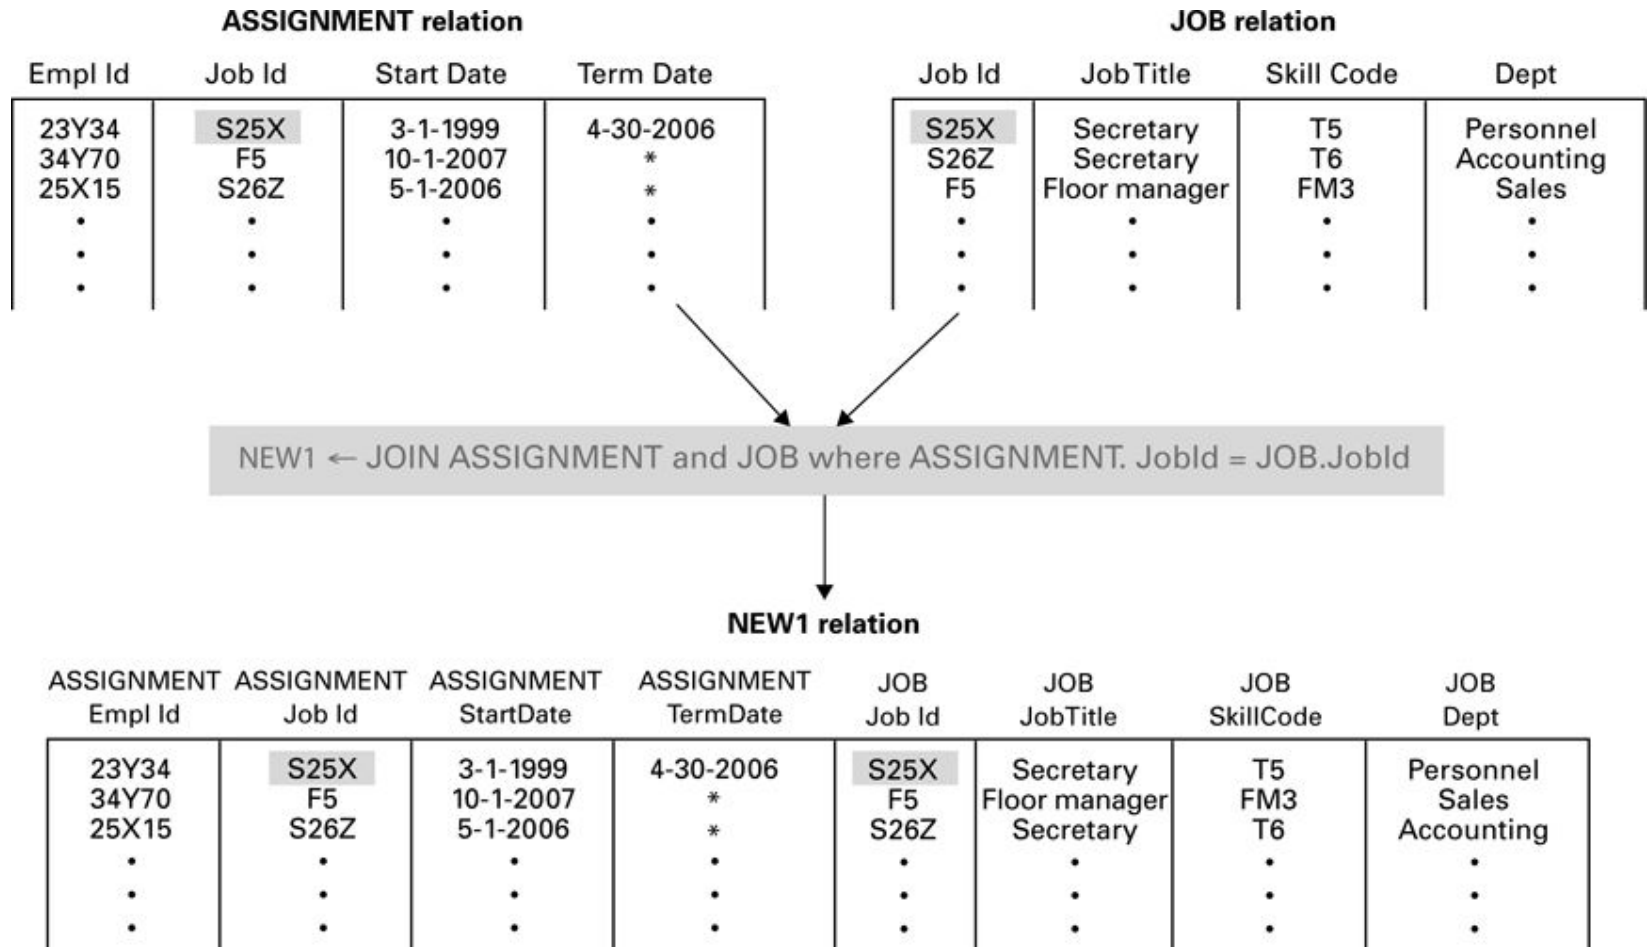 ASSIGNMENT relation
Empl Id Job Id Start Date Term Date
23Y34 S25X 3-1-1999 4-30-2006
34Y70 F5 10-1-2007 *
25X15 S26Z 5-1-2006 *
JOB relation
Job Id Job Title Skill Code Dept
S25X Secretary T5 Personnel
S26Z Secretary T6 Accounting
F5 Floor manager FM3 Sales
NEW1 ← JOIN ASSIGNMENT and JOB where ASSIGNMENT. JobId = JOB.JobId
NEW1 relation
ASSIGNMENT ASSIGNMENT ASSIGNMENT ASSIGNMENT JOB JOB JOB JOB
Empl Id Job Id StartDate TermDate Job Id JobTitle SkillCode Dept
23Y34 S25X 3-1-1999 4-30-2006 S25X Secretary T5 Personnel
34Y70 F5 10-1-2007 * F5 Floor manager FM3 Sales
25X15 S26Z 5-1-2006 * S26Z Secretary T6 Accounting